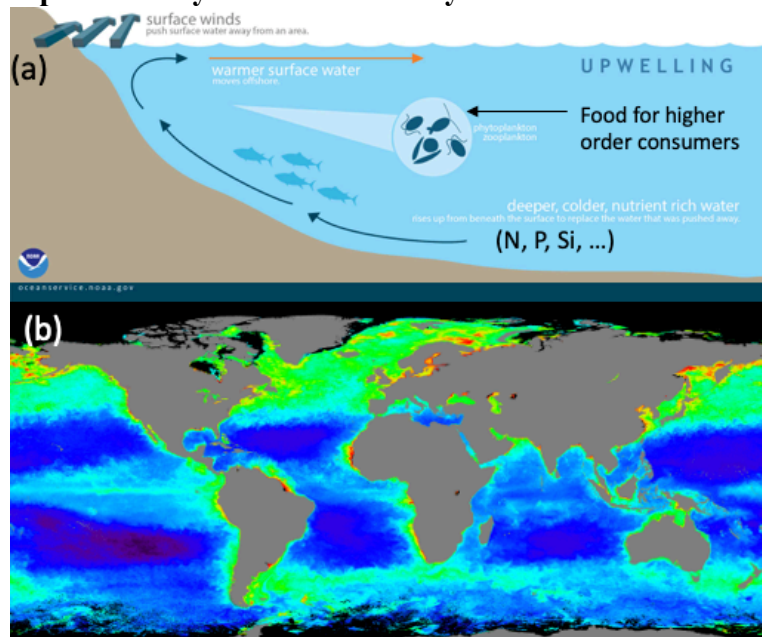 surface winds
push surface water away from an area.
(a)
warmer surface water
moves offshore.
UPWELLING
Food for higher
order consumers
phytoplankton
zooplankton
deeper, colder, nutrient rich water
rises up from beneath the surface to replace the water that was pushed away.
(N, P, Si, ...)
NOAA
oceanservice.noaa.gov
(b)